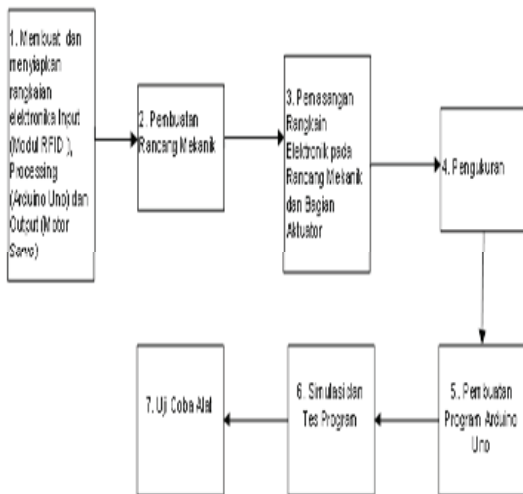 1. Membuat dan
menyiapkan
rangkaian
elektronika Input
(Modul RFID ),
Processing
(Arduino Uno) dan
Output (Motor
Servo)
2. Pembuatan
Rancang Mekanik
3. Pemasangan
Rangkain
Elektronik pada
Rancang Mekanik
dan Bagian
Aktuator
4. Pengukuran
5. Pembuatan
Program Arduino
Uno
6. Simulasi dan
Tes Program
7. Uji Coba Alat